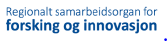 Regionalt samarbeidsorgan for
forsking og innovasjon